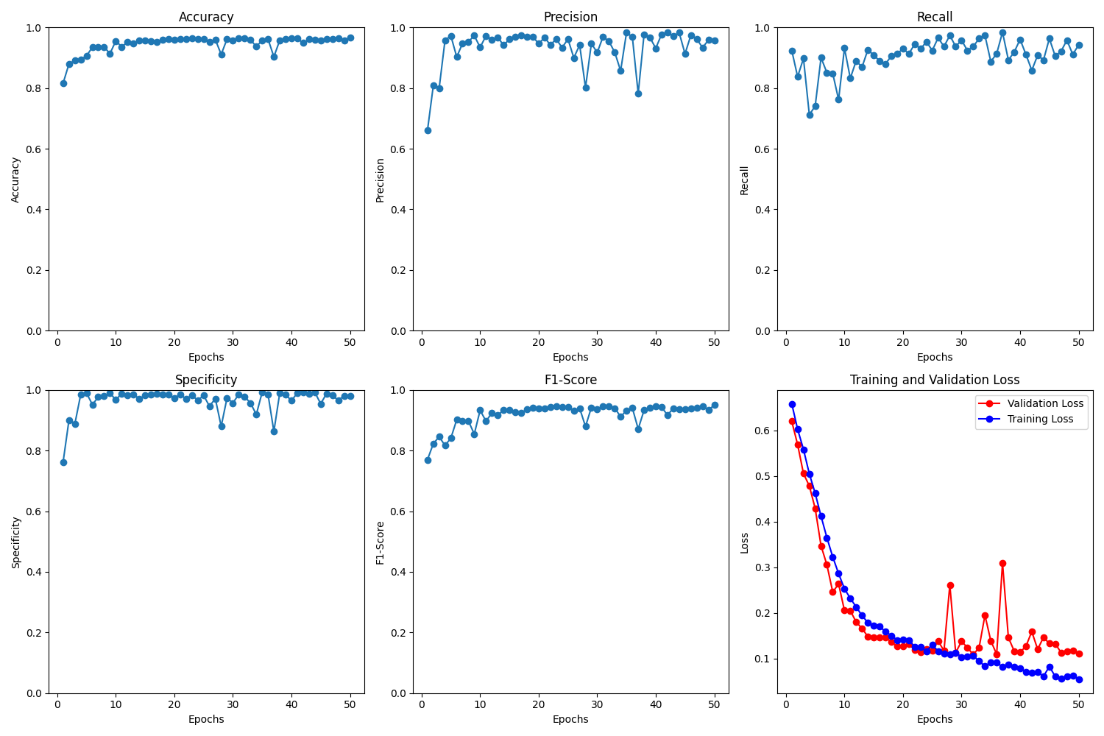 Accuracy
1.0
0.8
0.6
0.4
0.2
0.0
Accuracy
0 10 20 30 40 50
Epochs
Precision
1.0
0.8
0.6
0.4
0.2
0.0
Precision
0 10 20 30 40 50
Epochs
Recall
1.0
0.8
0.6
0.4
0.2
0.0
Recall
0 10 20 30 40 50
Epochs
Specificity
1.0
0.8
0.6
0.4
0.2
0.0
Specificity
0 10 20 30 40 50
Epochs
F1-Score
1.0
0.8
0.6
0.4
0.2
0.0
F1-Score
0 10 20 30 40 50
Epochs
Training and Validation Loss
Validation Loss
Training Loss
0.6
0.5
0.4
0.3
0.2
0.1
Loss
0 10 20 30 40 50
Epochs